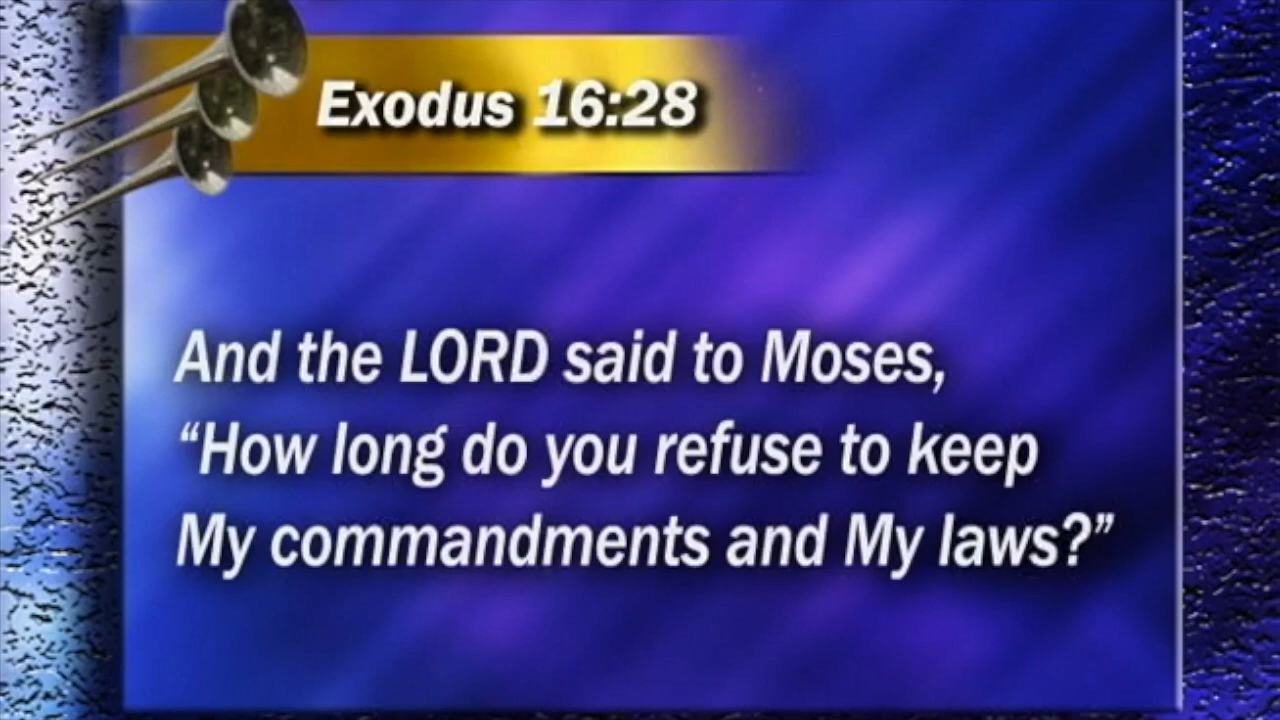 Exodus 16:28
And the LORD said to Moses,
“How long do you refuse to keep
My commandments and My laws?”